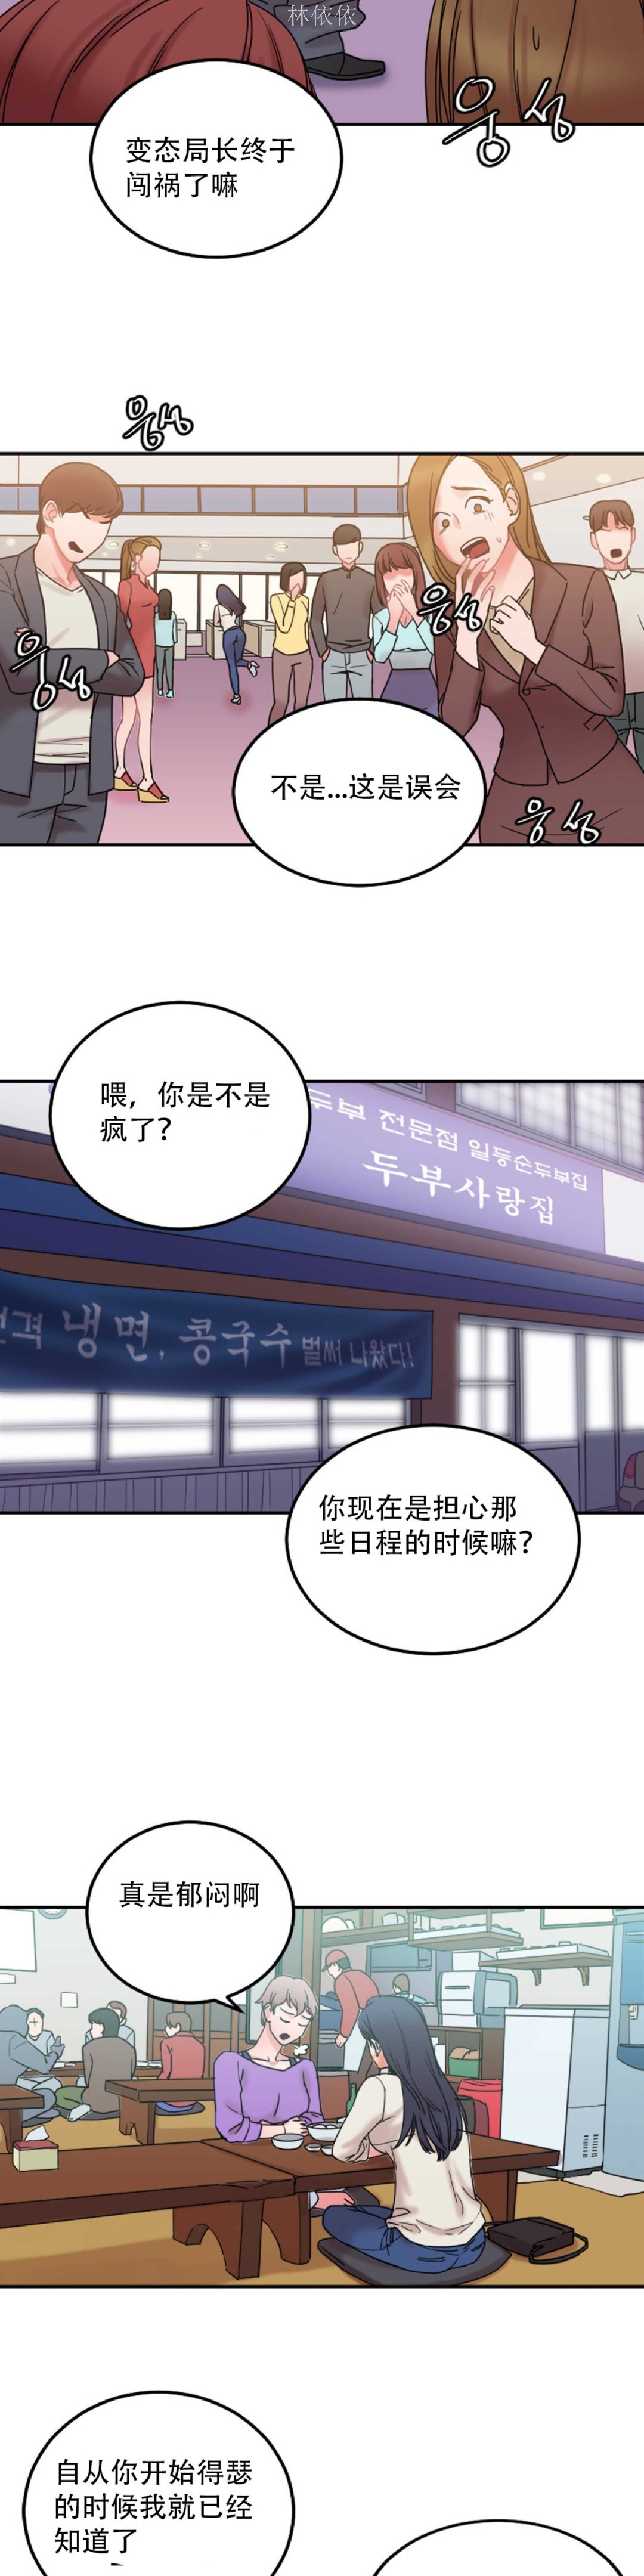 林依依
웅성
变态局长终于
闯祸了嘛
웅성
웅성
웅성
不是...这是误会
웅성
喂，你是不是
疯了？
두부 전문점 일등순두부집
두부사랑집
격 냉면, 콩국수 벌써 나왔다!
你现在是担心那
些日程的时候嘛？
真是郁闷啊
自从你开始得瑟
的时候我就已经
知道了